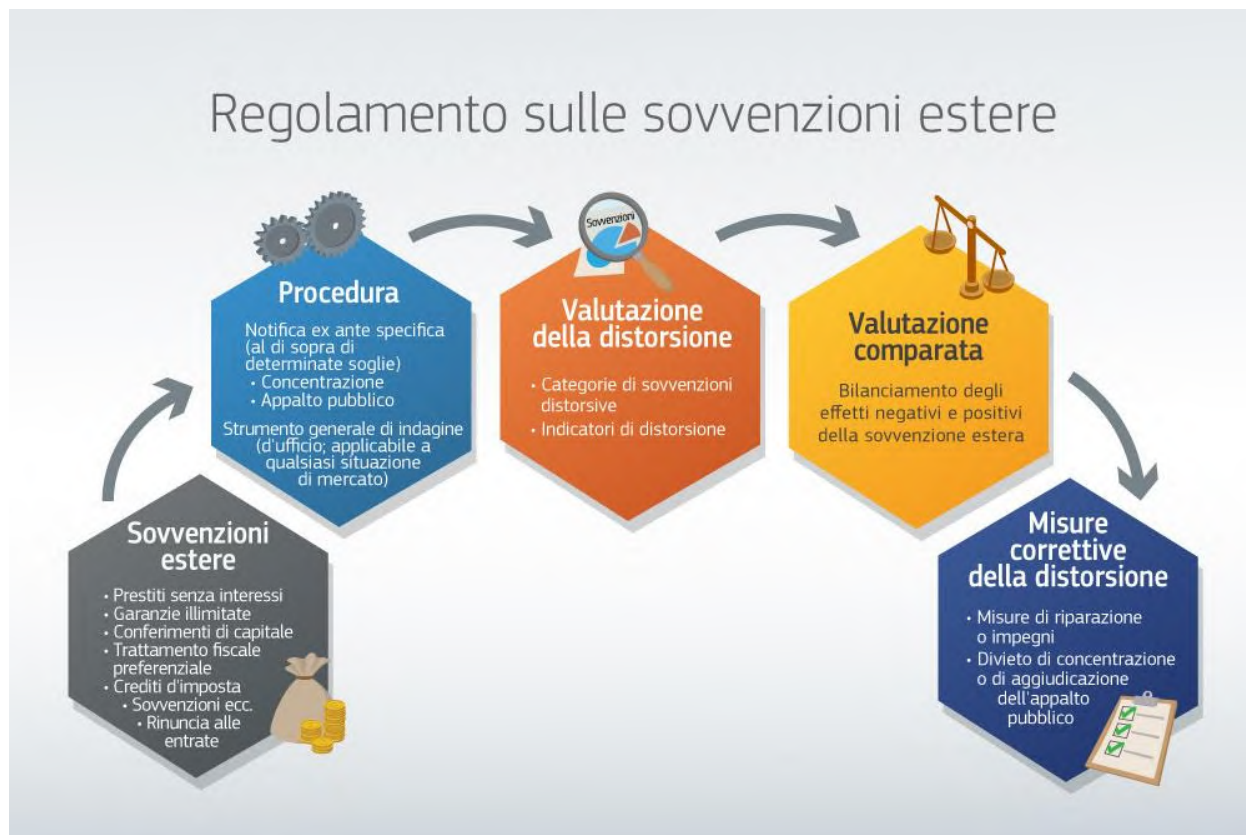 Regolamento sulle sovvenzioni estere
Sovvenzioni
estere
• Prestiti senza interessi
• Garanzie illimitate
• Conferimenti di capitale
• Trattamento fiscale
preferenziale
• Crediti d'imposta
• Sovvenzioni ecc.
• Rinuncia alle
entrate
Procedura
Notifica ex ante specifica
(al di sopra di
determinate soglie)
• Concentrazione
• Appalto pubblico
Strumento generale di indagine
(d'ufficio; applicabile a
qualsiasi situazione
di mercato)
Sovvenzioni
Valutazione
della distorsione
• Categorie di sovvenzioni
distorsive
• Indicatori di distorsione
Valutazione
comparata
Bilanciamento degli
effetti negativi e positivi
della sovvenzione estera
Misure
correttive
della distorsione
• Misure di riparazione
o impegni
• Divieto di concentrazione
o di aggiudicazione
dell'appalto
pubblico